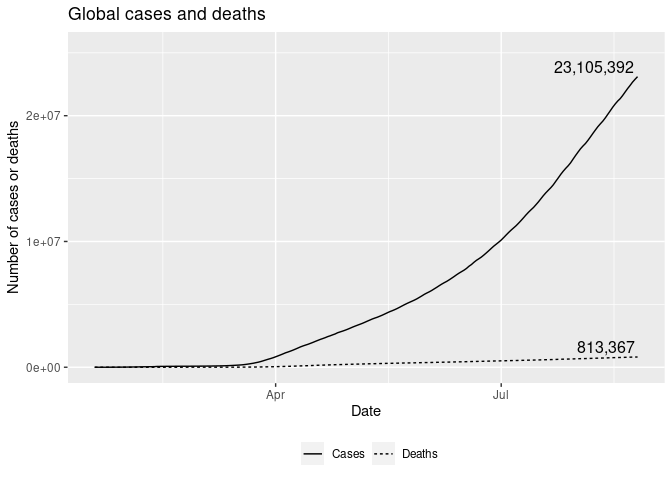 Global cases and deaths
Number of cases or deaths
2e+07
1e+07
0e+00
23,105,392
813,367
Apr
Jul
Date
Cases
Deaths